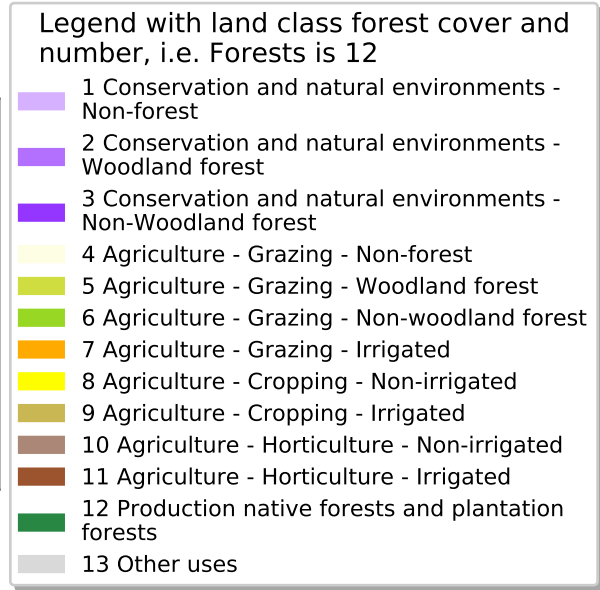 Legend with land class forest cover and
number, i.e. Forests is 12
1 Conservation and natural environments -
Non-forest
2 Conservation and natural environments -
Woodland forest
3 Conservation and natural environments -
Non-Woodland forest
4 Agriculture - Grazing - Non-forest
5 Agriculture - Grazing - Woodland forest
6 Agriculture - Grazing - Non-woodland forest
7 Agriculture - Grazing - Irrigated
8 Agriculture - Cropping - Non-irrigated
9 Agriculture - Cropping - Irrigated
10 Agriculture - Horticulture - Non-irrigated
11 Agriculture - Horticulture - Irrigated
12 Production native forests and plantation
forests
13 Other uses